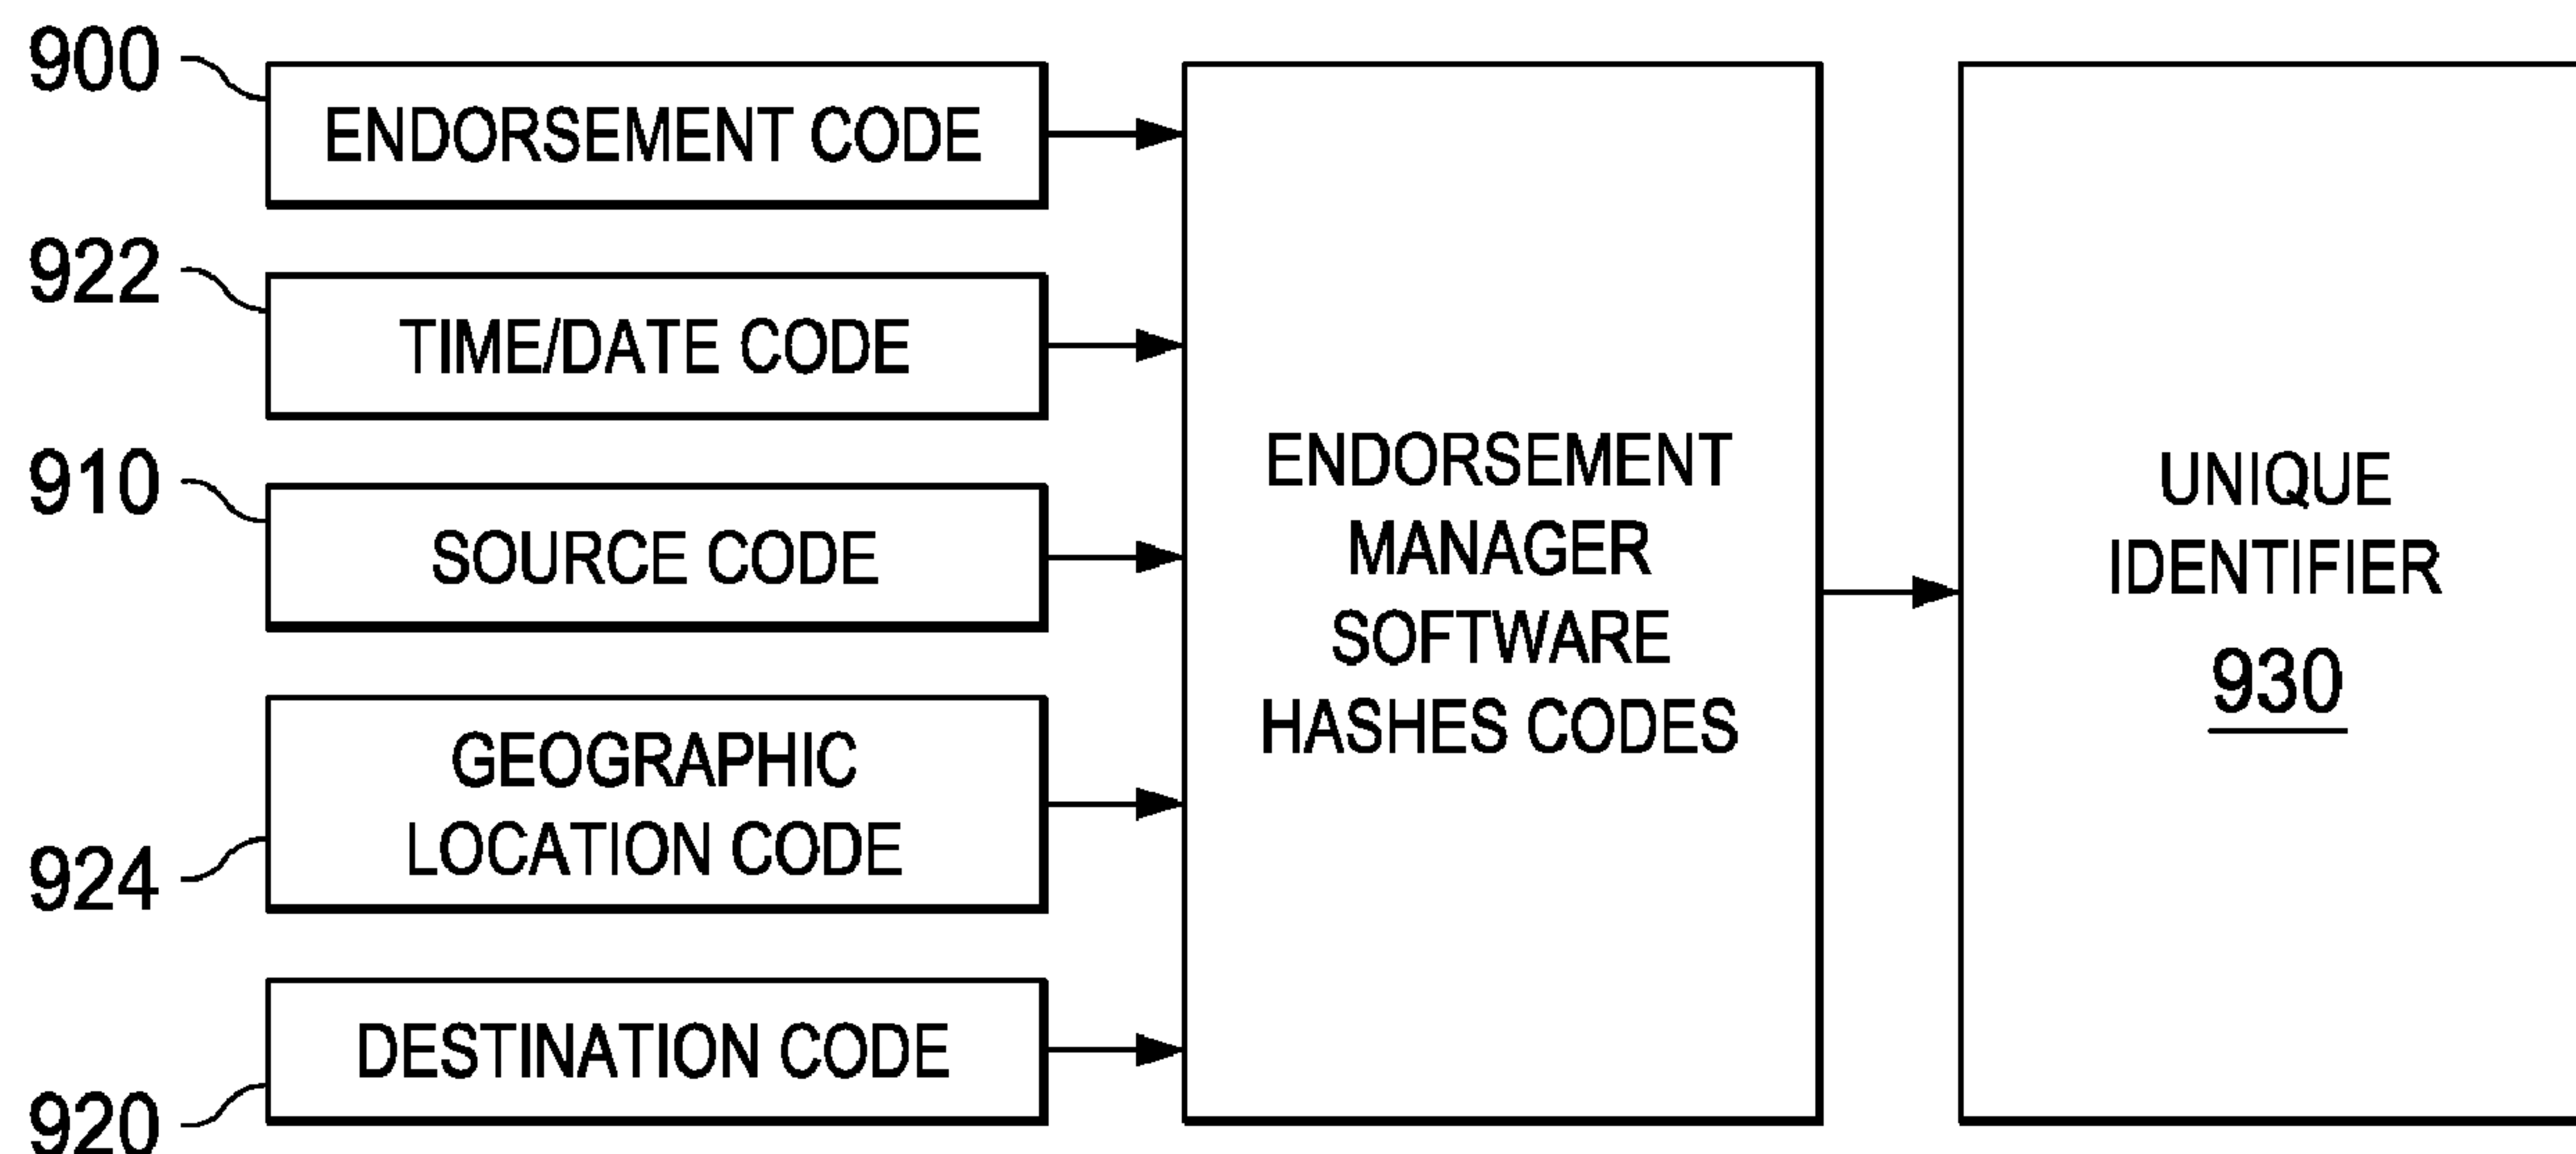 900
ENDORSEMENT CODE
922
TIME/DATE CODE
910
SOURCE CODE
GEOGRAPHIC
LOCATION CODE
924
DESTINATION CODE
920
ENDORSEMENT
MANAGER
SOFTWARE
HASHES CODES
UNIQUE
IDENTIFIER
930